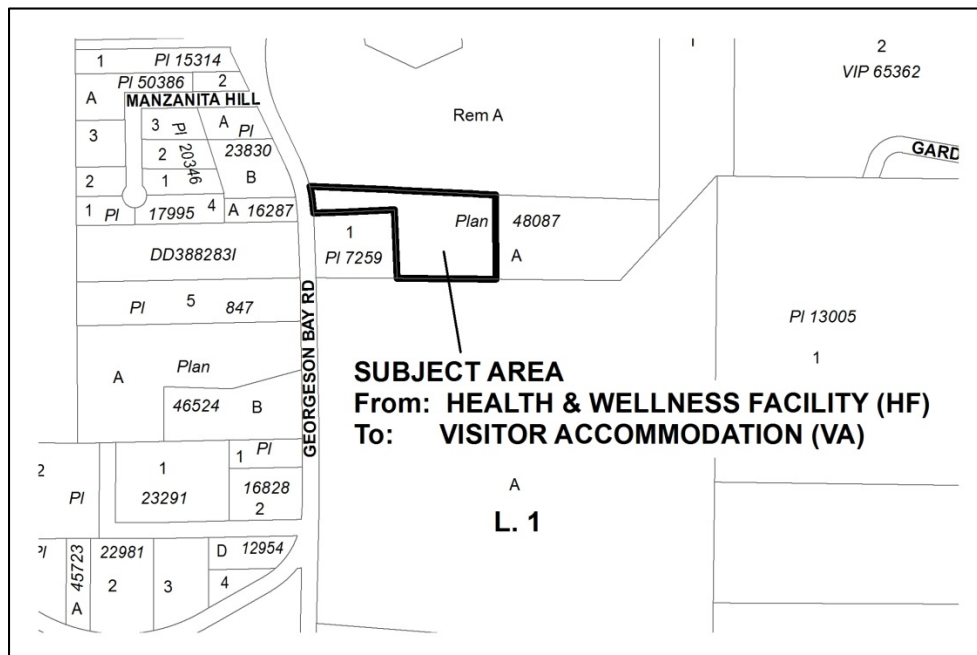 1 Pl 15314
2
VIP 65362
Pl 50386 2
A MANZANITA HILL
3 3 Pl 20346 A Pl
Rem A
2 23830
GARD
2 1 B
1 Pl 17995 4 A 16287
Plan 48087
1
DD388283I Pl 7259 A
Pl 5 847
GEORGESON BAY RD
Pl 13005
1
A Plan
46524 B
SUBJECT AREA
From: HEALTH & WELLNESS FACILITY (HF)
To: VISITOR ACCOMMODATION (VA)
2 1 1 Pl
Pl 23291 16828
2
A
L. 1
Pl 45723 22981 D 12954
A 2 3 4